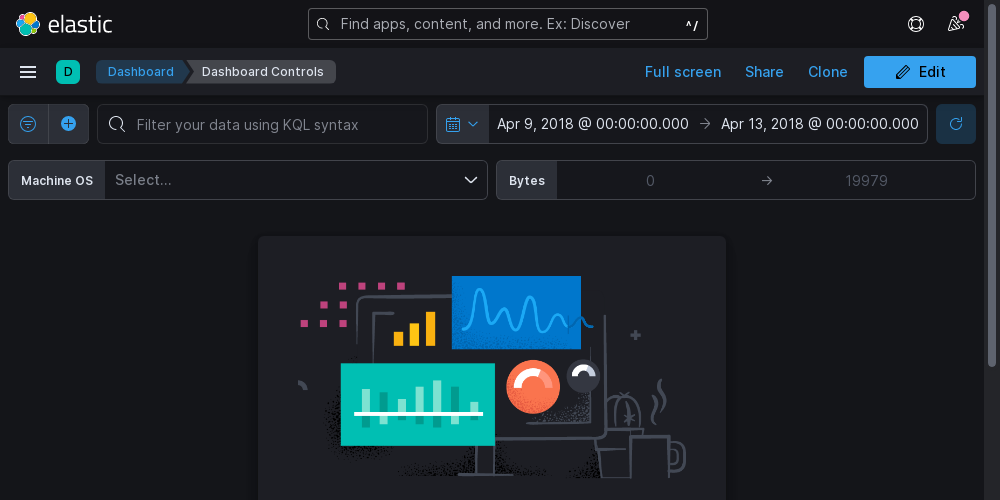 elastic
Find apps, content, and more. Ex: Discover ^/
D Dashboard Dashboard Controls Full screen Share Clone Edit
Filter your data using KQL syntax Apr 9, 2018 @ 00:00:00.000 → Apr 13, 2018 @ 00:00:00.000
Machine OS Select... Bytes 0 → 19979